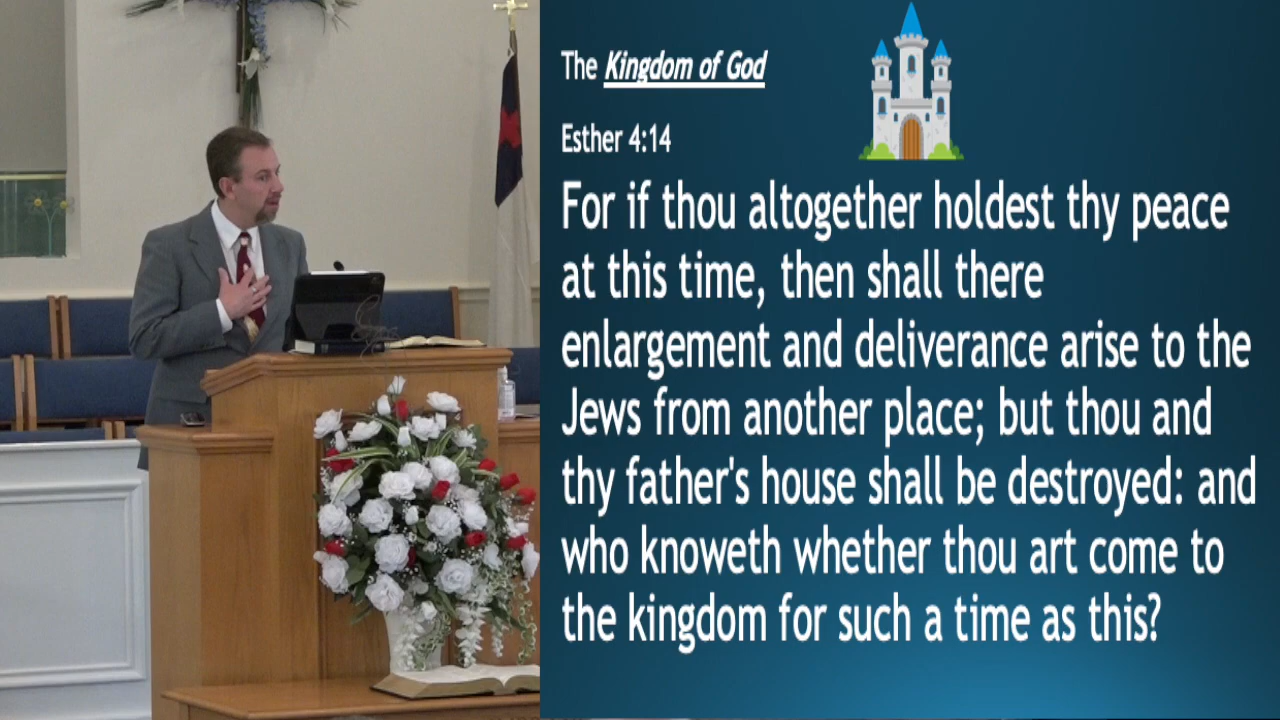 The Kingdom of God
Esther 4:14
For if thou altogether holdest thy peace
at this time, then shall there
enlargement and deliverance arise to the
Jews from another place; but thou and
thy father's house shall be destroyed: and
who knoweth whether thou art come to
the kingdom for such a time as this?